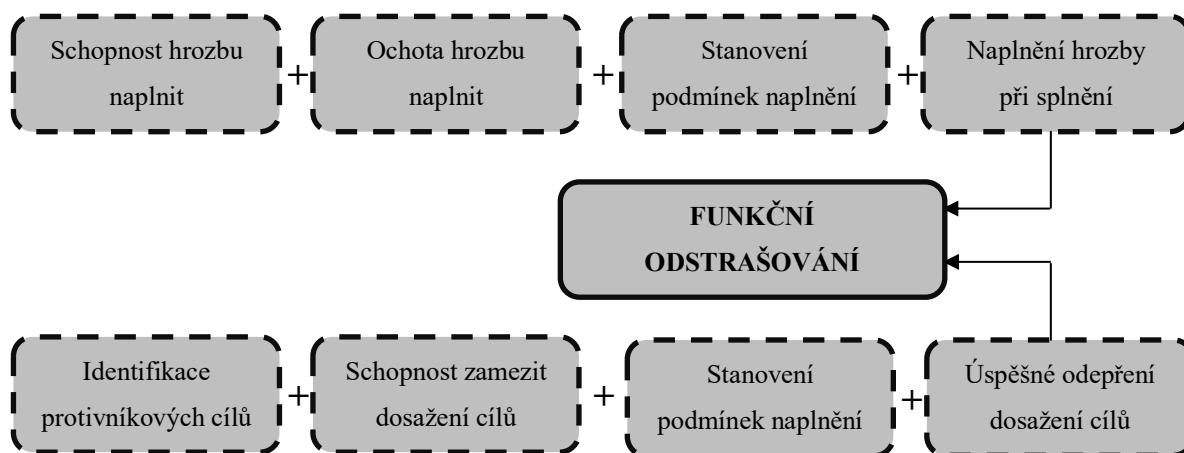 Schopnost hrozbu
naplnit
+
Ochota hrozbu
naplnit
+
Stanovení
podmínek naplnění
+
Naplnění hrozby
při splnění
FUNKČNÍ
ODSTRAŠOVÁNÍ
Identifikace
protivníkových cílů
+
Schopnost zamezit
dosažení cílů
+
Stanovení
podmínek naplnění
+
Úspěšné odepření
dosažení cílů